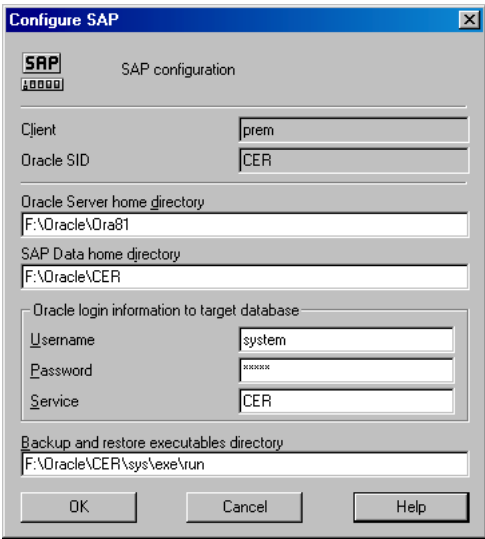 Configure SAP
SAP
SAP configuration
Client prem
Oracle SID CER
Oracle Server home directory
F:\Oracle\Ora81
SAP Data home directory
F:\Oracle\CER
Oracle login information to target database
Username system
Password *****
Service CER
Backup and restore executables directory
F:\Oracle\CER\sys\exe\run
OK Cancel Help